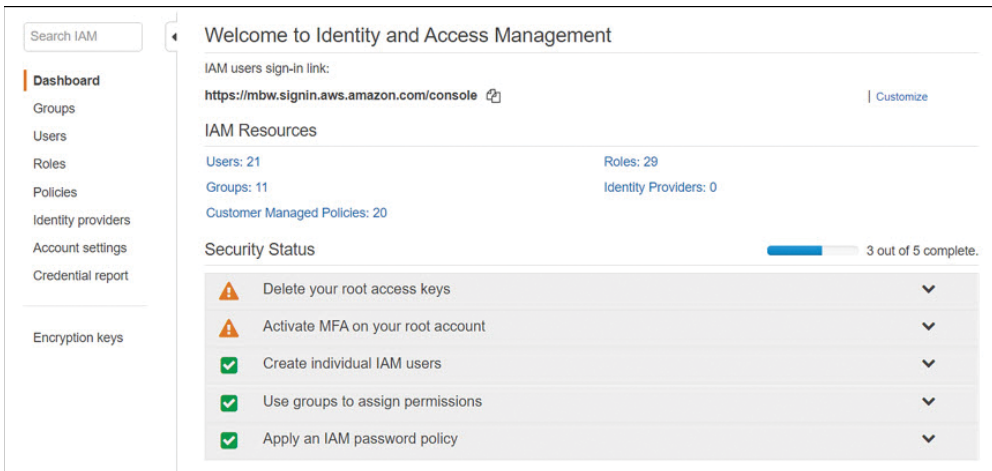 Search IAM
Dashboard
Groups
Users
Roles
Policies
Identity providers
Account settings
Credential report
Encryption keys
Welcome to Identity and Access Management
IAM users sign-in link:
https://mbw.signin.aws.amazon.com/console
Customize
IAM Resources
Users: 21
Roles: 29
Groups: 11
Identity Providers: 0
Customer Managed Policies: 20
Security Status
3 out of 5 complete.
Delete your root access keys
Activate MFA on your root account
Create individual IAM users
Use groups to assign permissions
Apply an IAM password policy